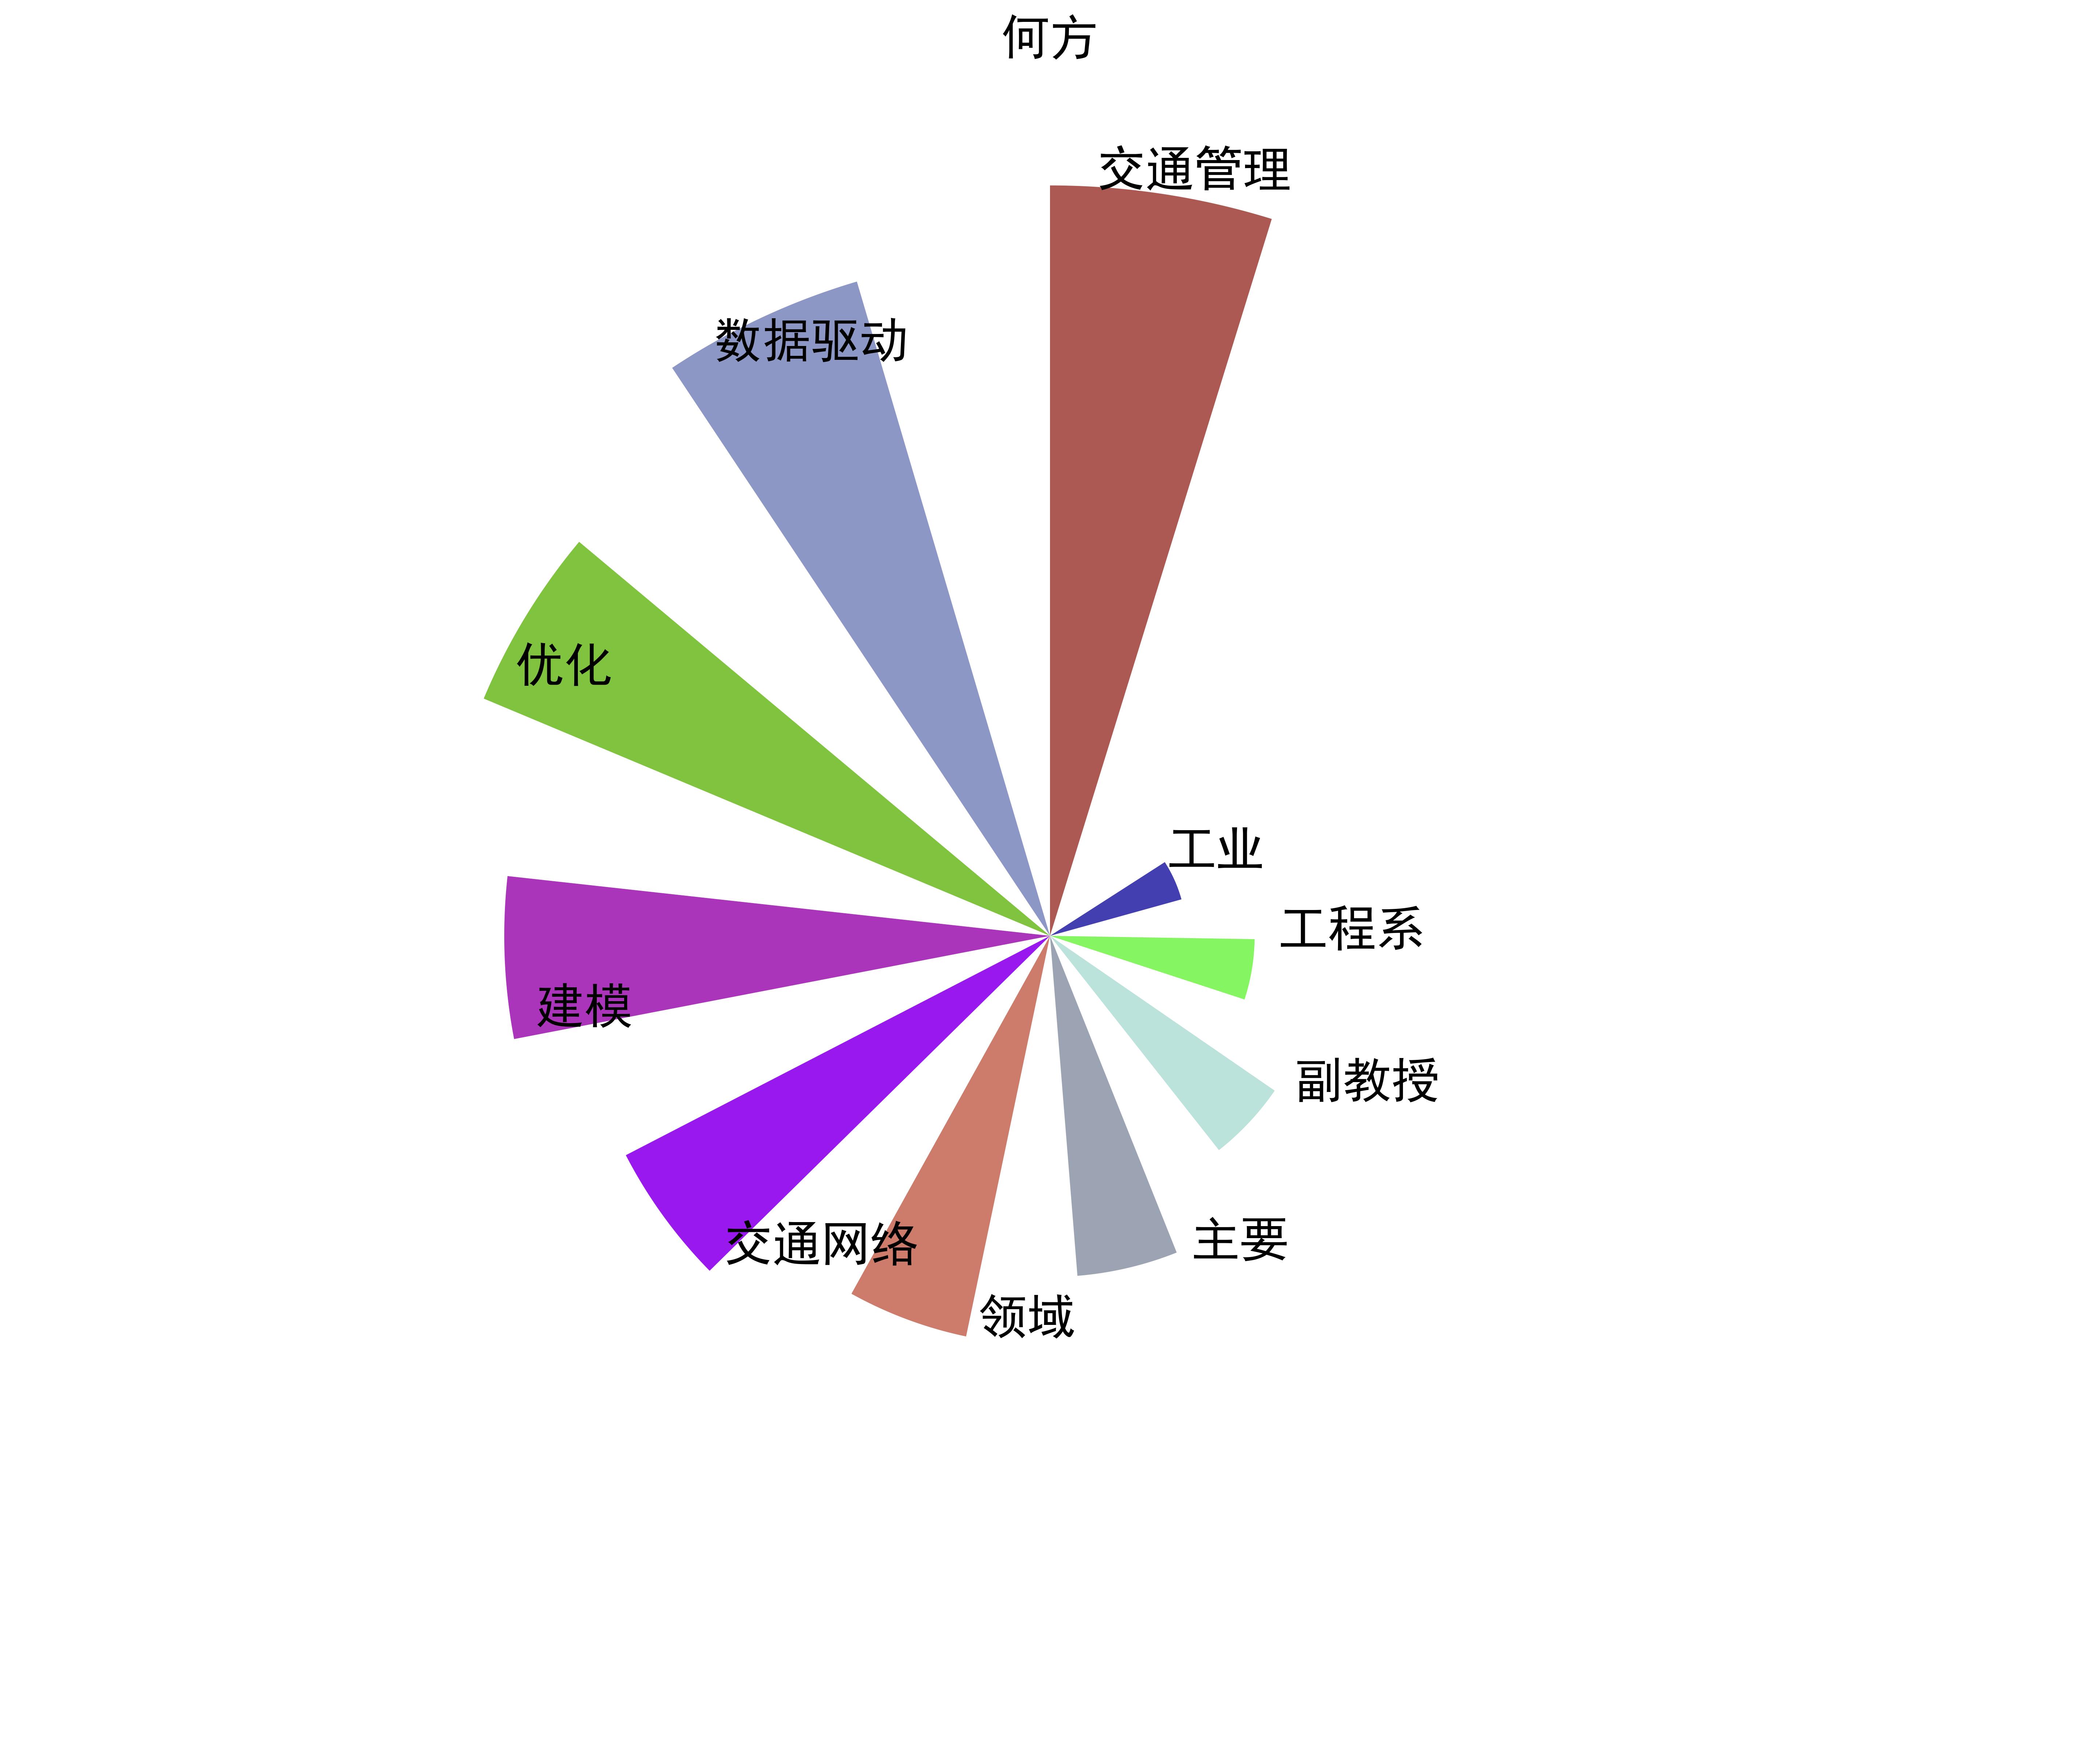 何方
交通管理
数据驱动
优化
工业
工程系
建模
副教授
主要
交通网络
领域